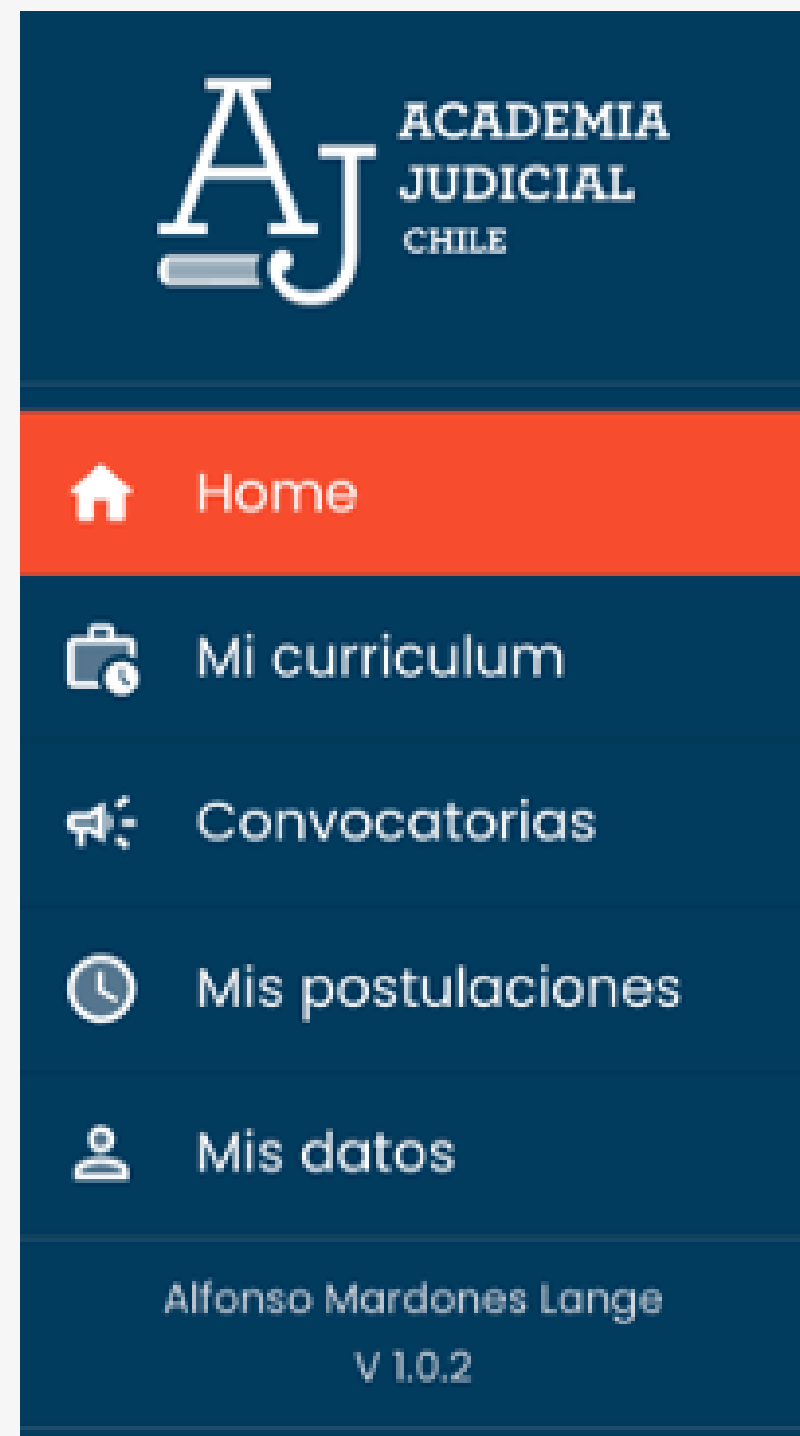 AJ
ACADEMIA
JUDICIAL
CHILE
Home
Mi curriculum
Convocatorias
Mis postulaciones
Mis datos
Alfonso Mardones Lange
V 1.0.2